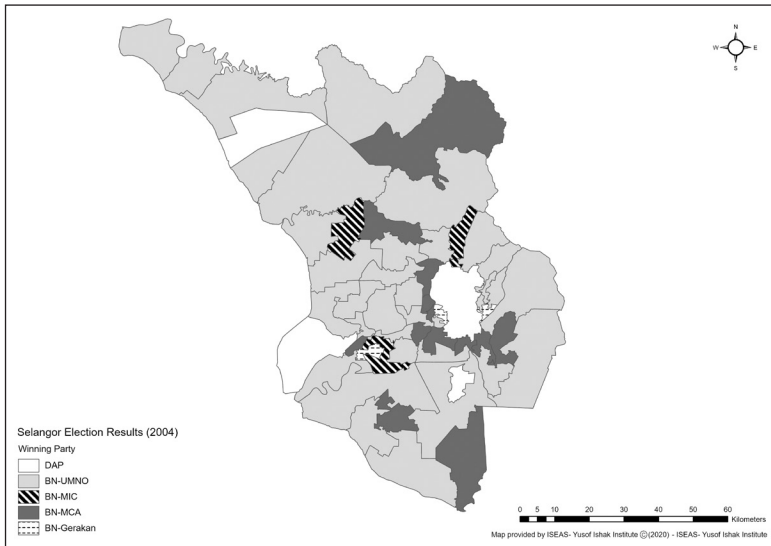 N
W E
S
Selangor Election Results (2004)
Winning Party
DAP
BN-UMNO
BN-MIC
BN-MCA
BN-Gerakan
0 5 10 20 30 40 50 60
Kilometers
Map provided by ISEAS- Yusof Ishak Institute ©(2020) - ISEAS- Yusof Ishak Institute